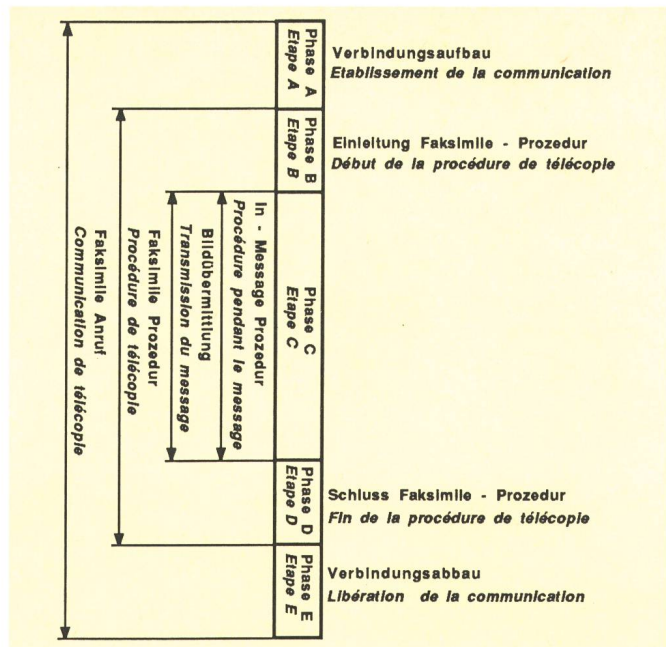 Phase A
Etape A
Verbindungsaufbau
Etablissement de la communication
Phase B
Etape B
Einleitung Faksimile - Prozedur
Début de la procédure de télécopie
Phase C
Etape C
In - Message Prozedur
Procédure pendant le message
Bildübermittlung
Transmission du message
Faksimile Prozedur
Procédure de télécopie
Faksimile Anruf
Communication de télécopie
Phase D
Etape D
Schluss Faksimile - Prozedur
Fin de la procédure de télécopie
Phase E
Etape E
Verbindungsabbau
Libération de la communication